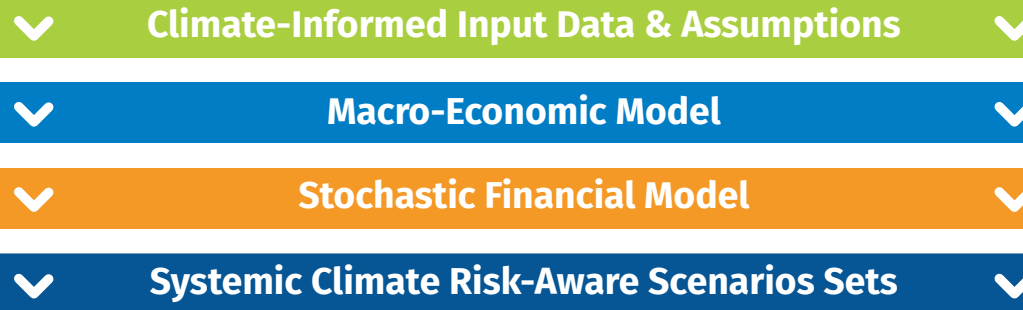 Climate-Informed Input Data & Assumptions
Macro-Economic Model
Stochastic Financial Model
Systemic Climate Risk-Aware Scenarios Sets